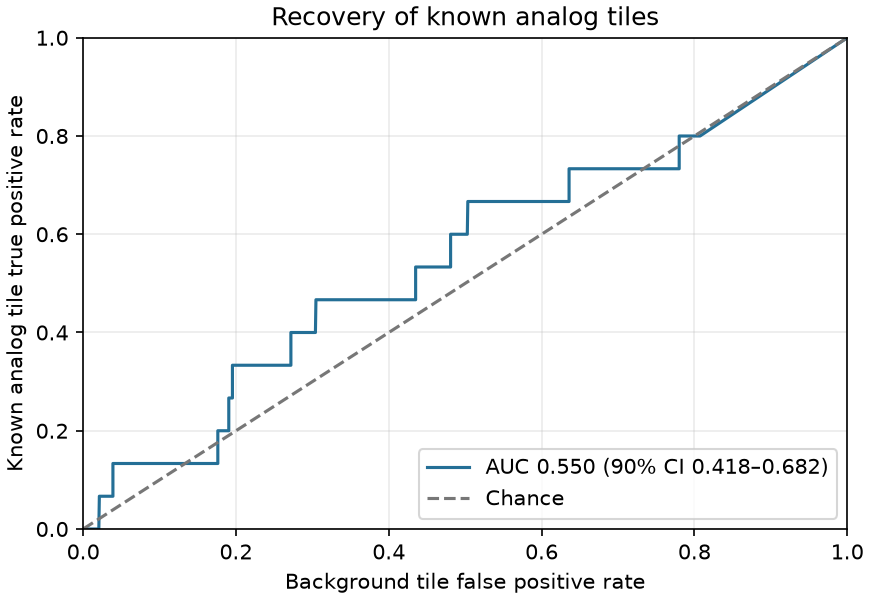 Recovery of known analog tiles
Known analog tile true positive rate
1.0
0.8
0.6
0.4
0.2
0.0
AUC 0.550 (90% CI 0.418–0.682)
Chance
0.0 0.2 0.4 0.6 0.8 1.0
Background tile false positive rate